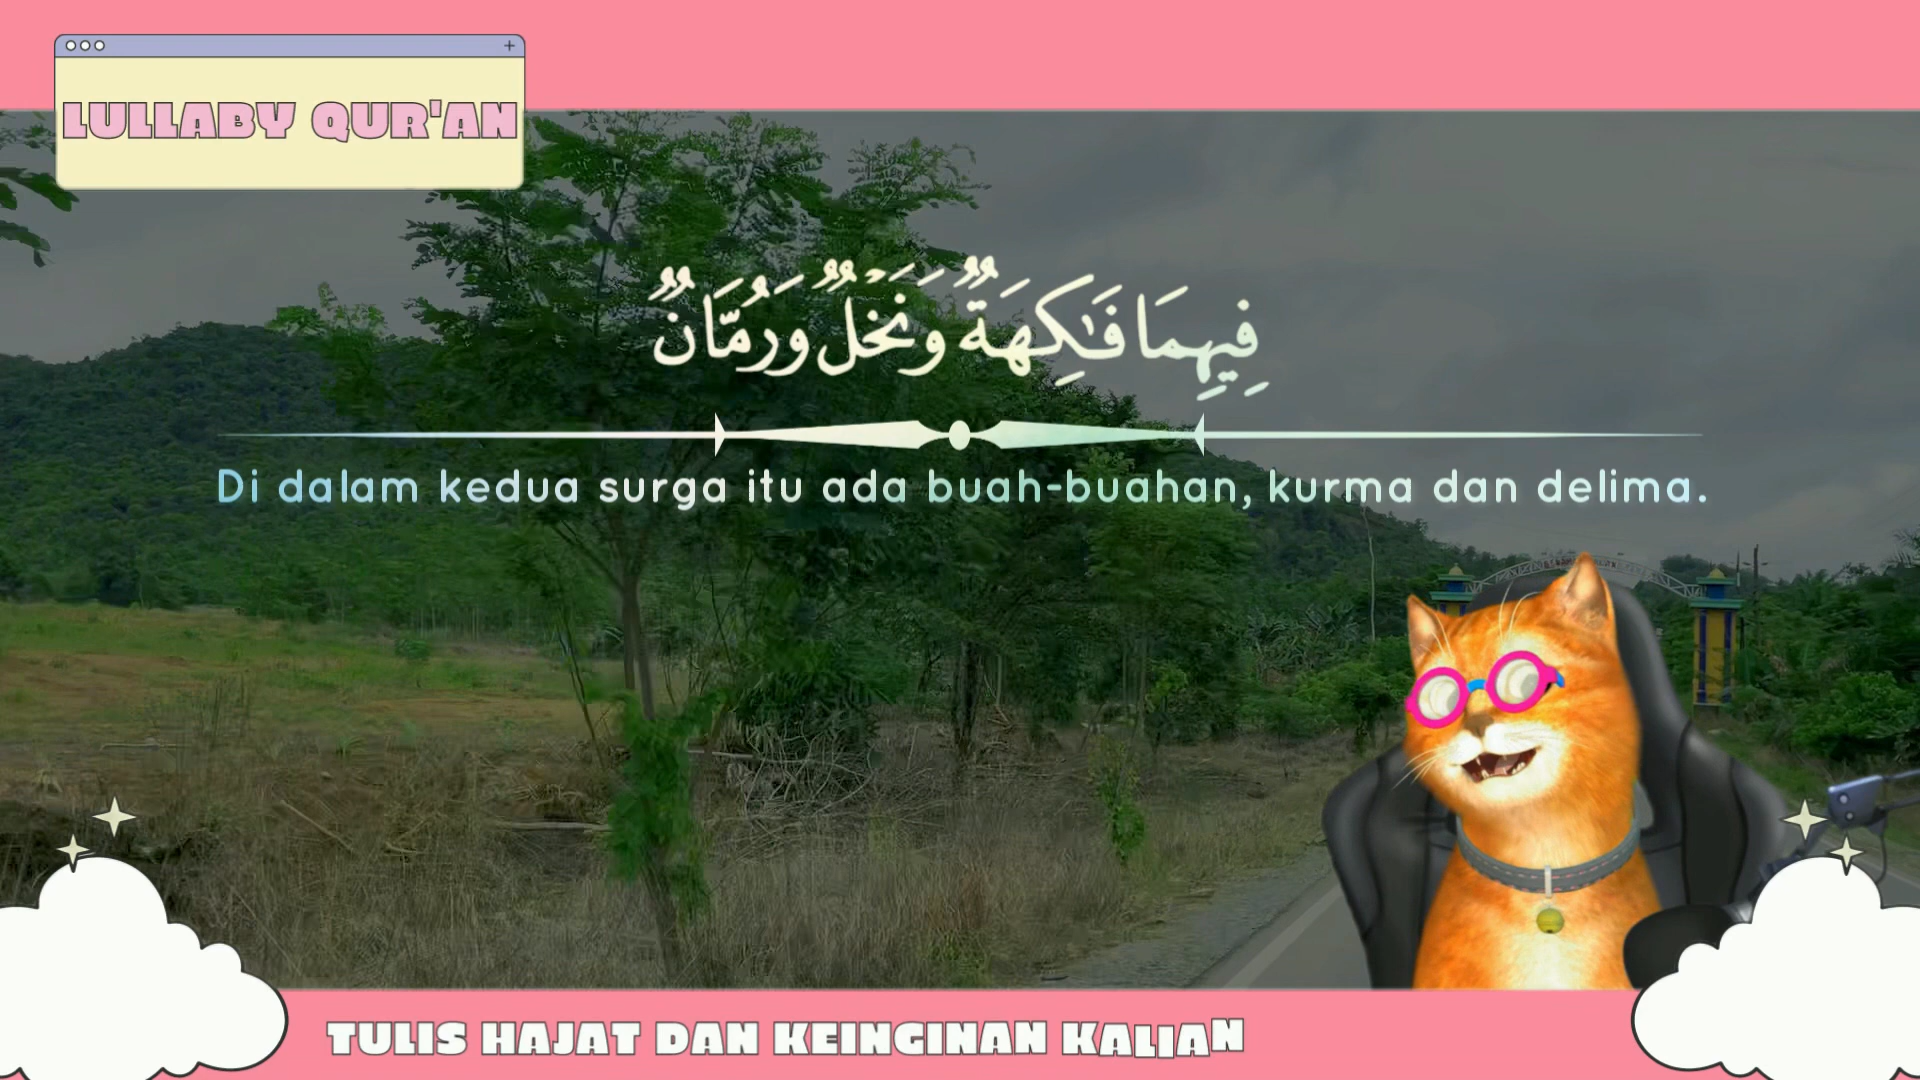 LULLABY QUR'AN
فِيهِمَا فَٰكِهَةٌ وَنَخْلٌ وَرُمَّانٌ
Di dalam kedua surga itu ada buah-buahan, kurma dan delima.
TULIS HAJAT DAN KEINGINAN KALIAN